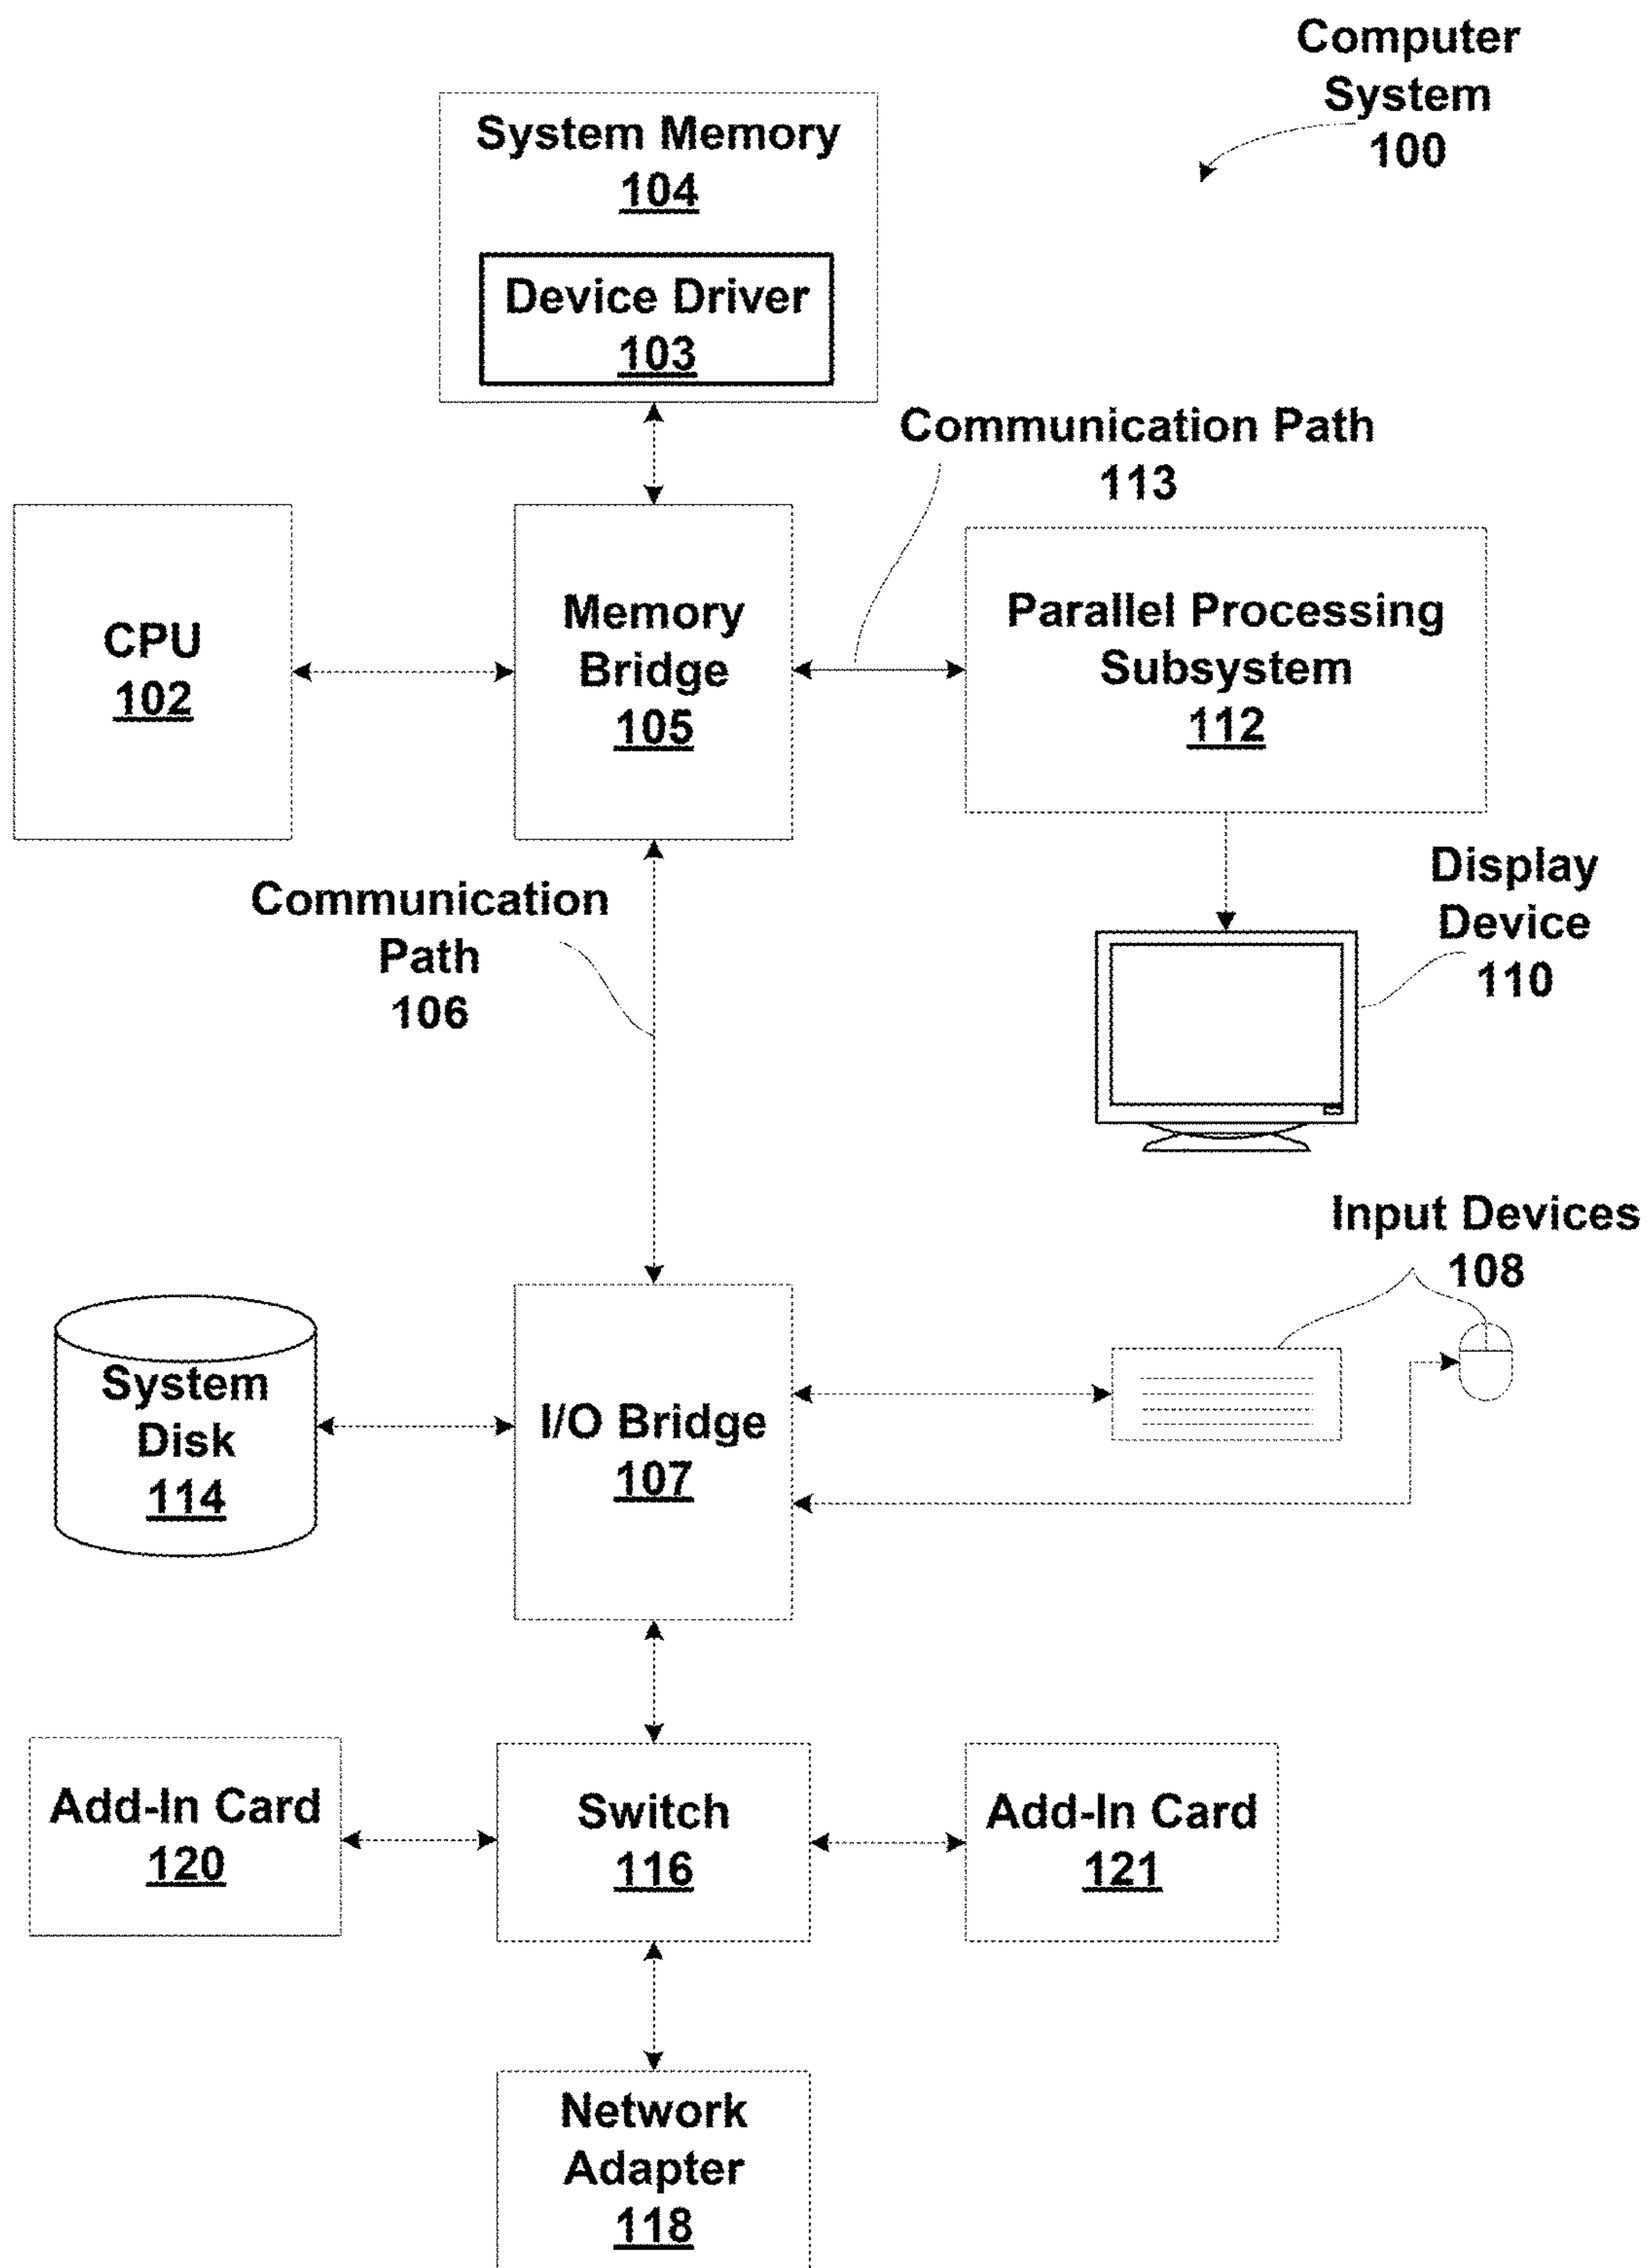 Computer
System
100
System Memory
104
Device Driver
103
Communication Path
113
CPU
102
Memory
Bridge
105
Parallel Processing
Subsystem
112
Communication
Path
106
Display
Device
110
Input Devices
108
System
Disk
114
I/O Bridge
107
Add-In Card
120
Switch
116
Add-In Card
121
Network
Adapter
118